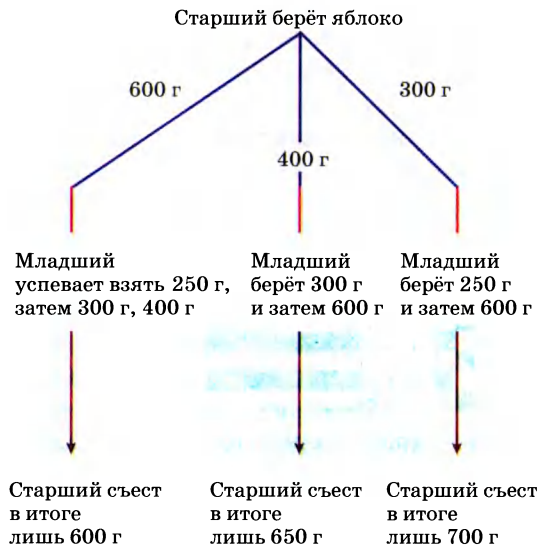 Старший берёт яблоко
600 г
300 г
400 г
Младший
успевает взять 250 г,
затем 300 г, 400 г
Младший
берёт 300 г
и затем 600 г
Младший
берёт 250 г
и затем 600 г
Старший съест
в итоге
лишь 600 г
Старший съест
в итоге
лишь 650 г
Старший съест
в итоге
лишь 700 г